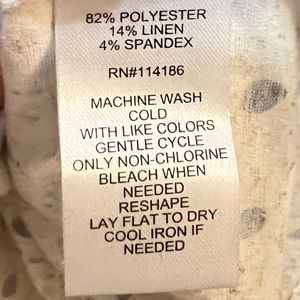 82% POLYESTER
14% LINEN
4% SPANDEX
RN#114186
MACHINE WASH
COLD
WITH LIKE COLORS
GENTLE CYCLE
ONLY NON-CHLORINE
BLEACH WHEN
NEEDED
RESHAPE
LAY FLAT TO DRY
COOL IRON IF
NEEDED